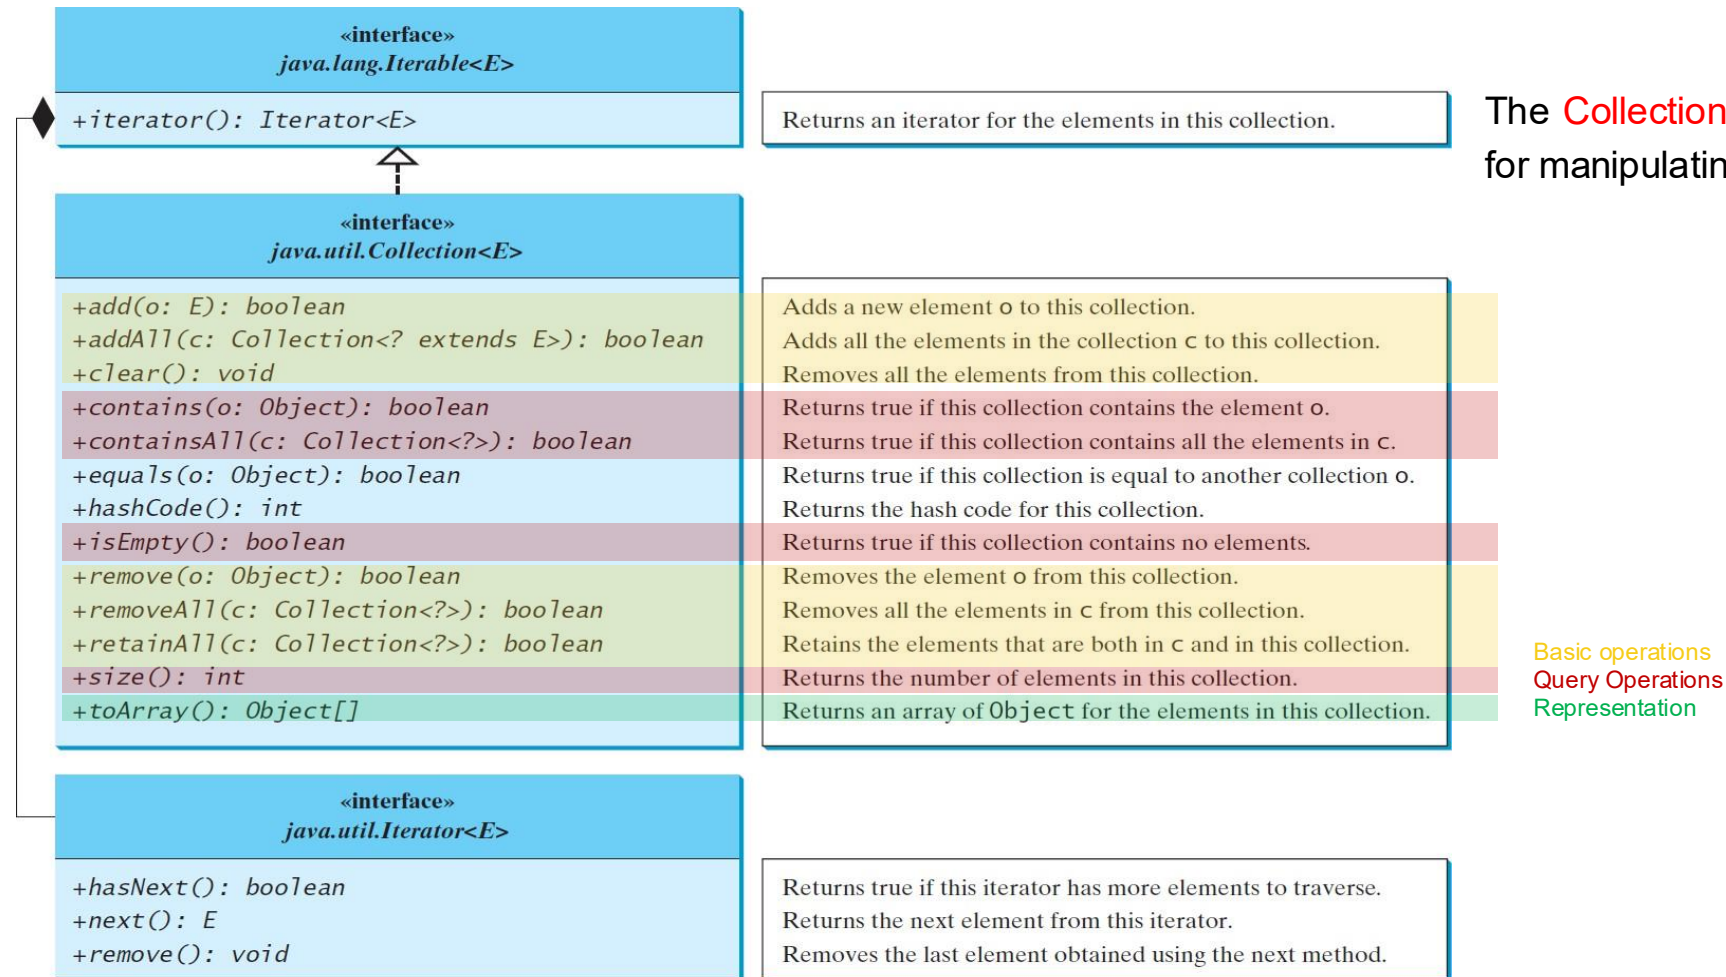 «interface»
java.lang.Iterable<E>
+iterator(): Iterator<E>
Returns an iterator for the elements in this collection.
The Collection
for manipulatin
«interface»
java.util.Collection<E>
+add(o: E): boolean
Adds a new element o to this collection.
+addAll(c: Collection<? extends E>): boolean
Adds all the elements in the collection c to this collection.
+clear(): void
Removes all the elements from this collection.
+contains(o: Object): boolean
Returns true if this collection contains the element o.
+containsAll(c: Collection<?>): boolean
Returns true if this collection contains all the elements in c.
+equals(o: Object): boolean
Returns true if this collection is equal to another collection o.
+hashCode(): int
Returns the hash code for this collection.
+isEmpty(): boolean
Returns true if this collection contains no elements.
+remove(o: Object): boolean
Removes the element o from this collection.
+removeAll(c: Collection<?>): boolean
Removes all the elements in c from this collection.
+retainAll(c: Collection<?>): boolean
Retains the elements that are both in c and in this collection.
+size(): int
Returns the number of elements in this collection.
+toArray(): Object[]
Returns an array of Object for the elements in this collection.
Basic operations
Query Operations
Representation
«interface»
java.util.Iterator<E>
+hasNext(): boolean
Returns true if this iterator has more elements to traverse.
+next(): E
Returns the next element from this iterator.
+remove(): void
Removes the last element obtained using the next method.